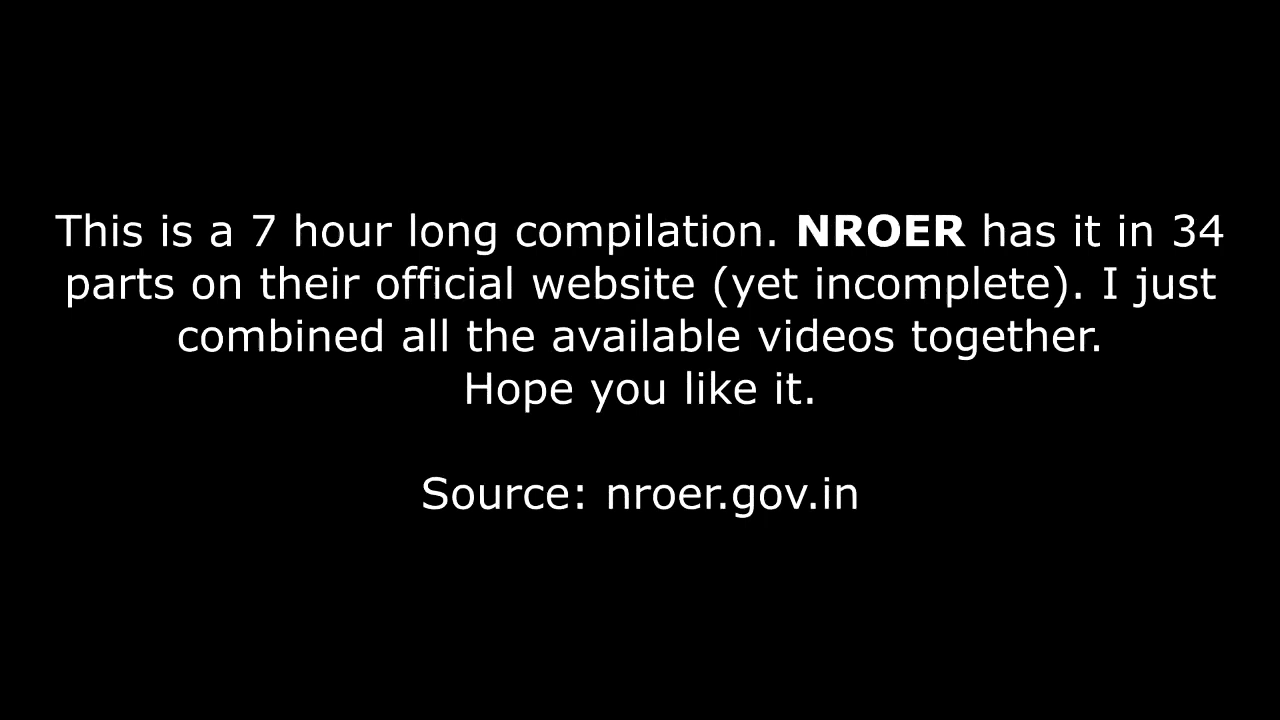 This is a 7 hour long compilation. NROER has it in 34
parts on their official website (yet incomplete). I just
combined all the available videos together.
Hope you like it.
Source: nroer.gov.in